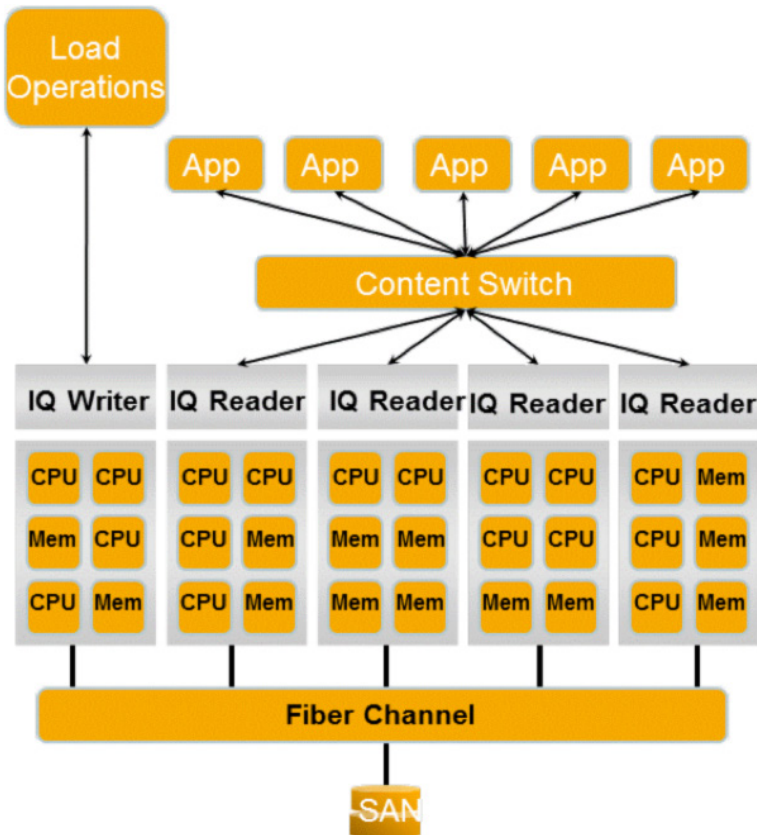 Load
Operations
App App App App App
Content Switch
IQ Writer IQ Reader IQ Reader IQ Reader IQ Reader
CPU CPU CPU CPU CPU CPU CPU CPU CPU Mem
Mem CPU CPU Mem Mem Mem CPU CPU CPU Mem
CPU Mem CPU Mem Mem Mem Mem Mem CPU Mem
Fiber Channel
SAN